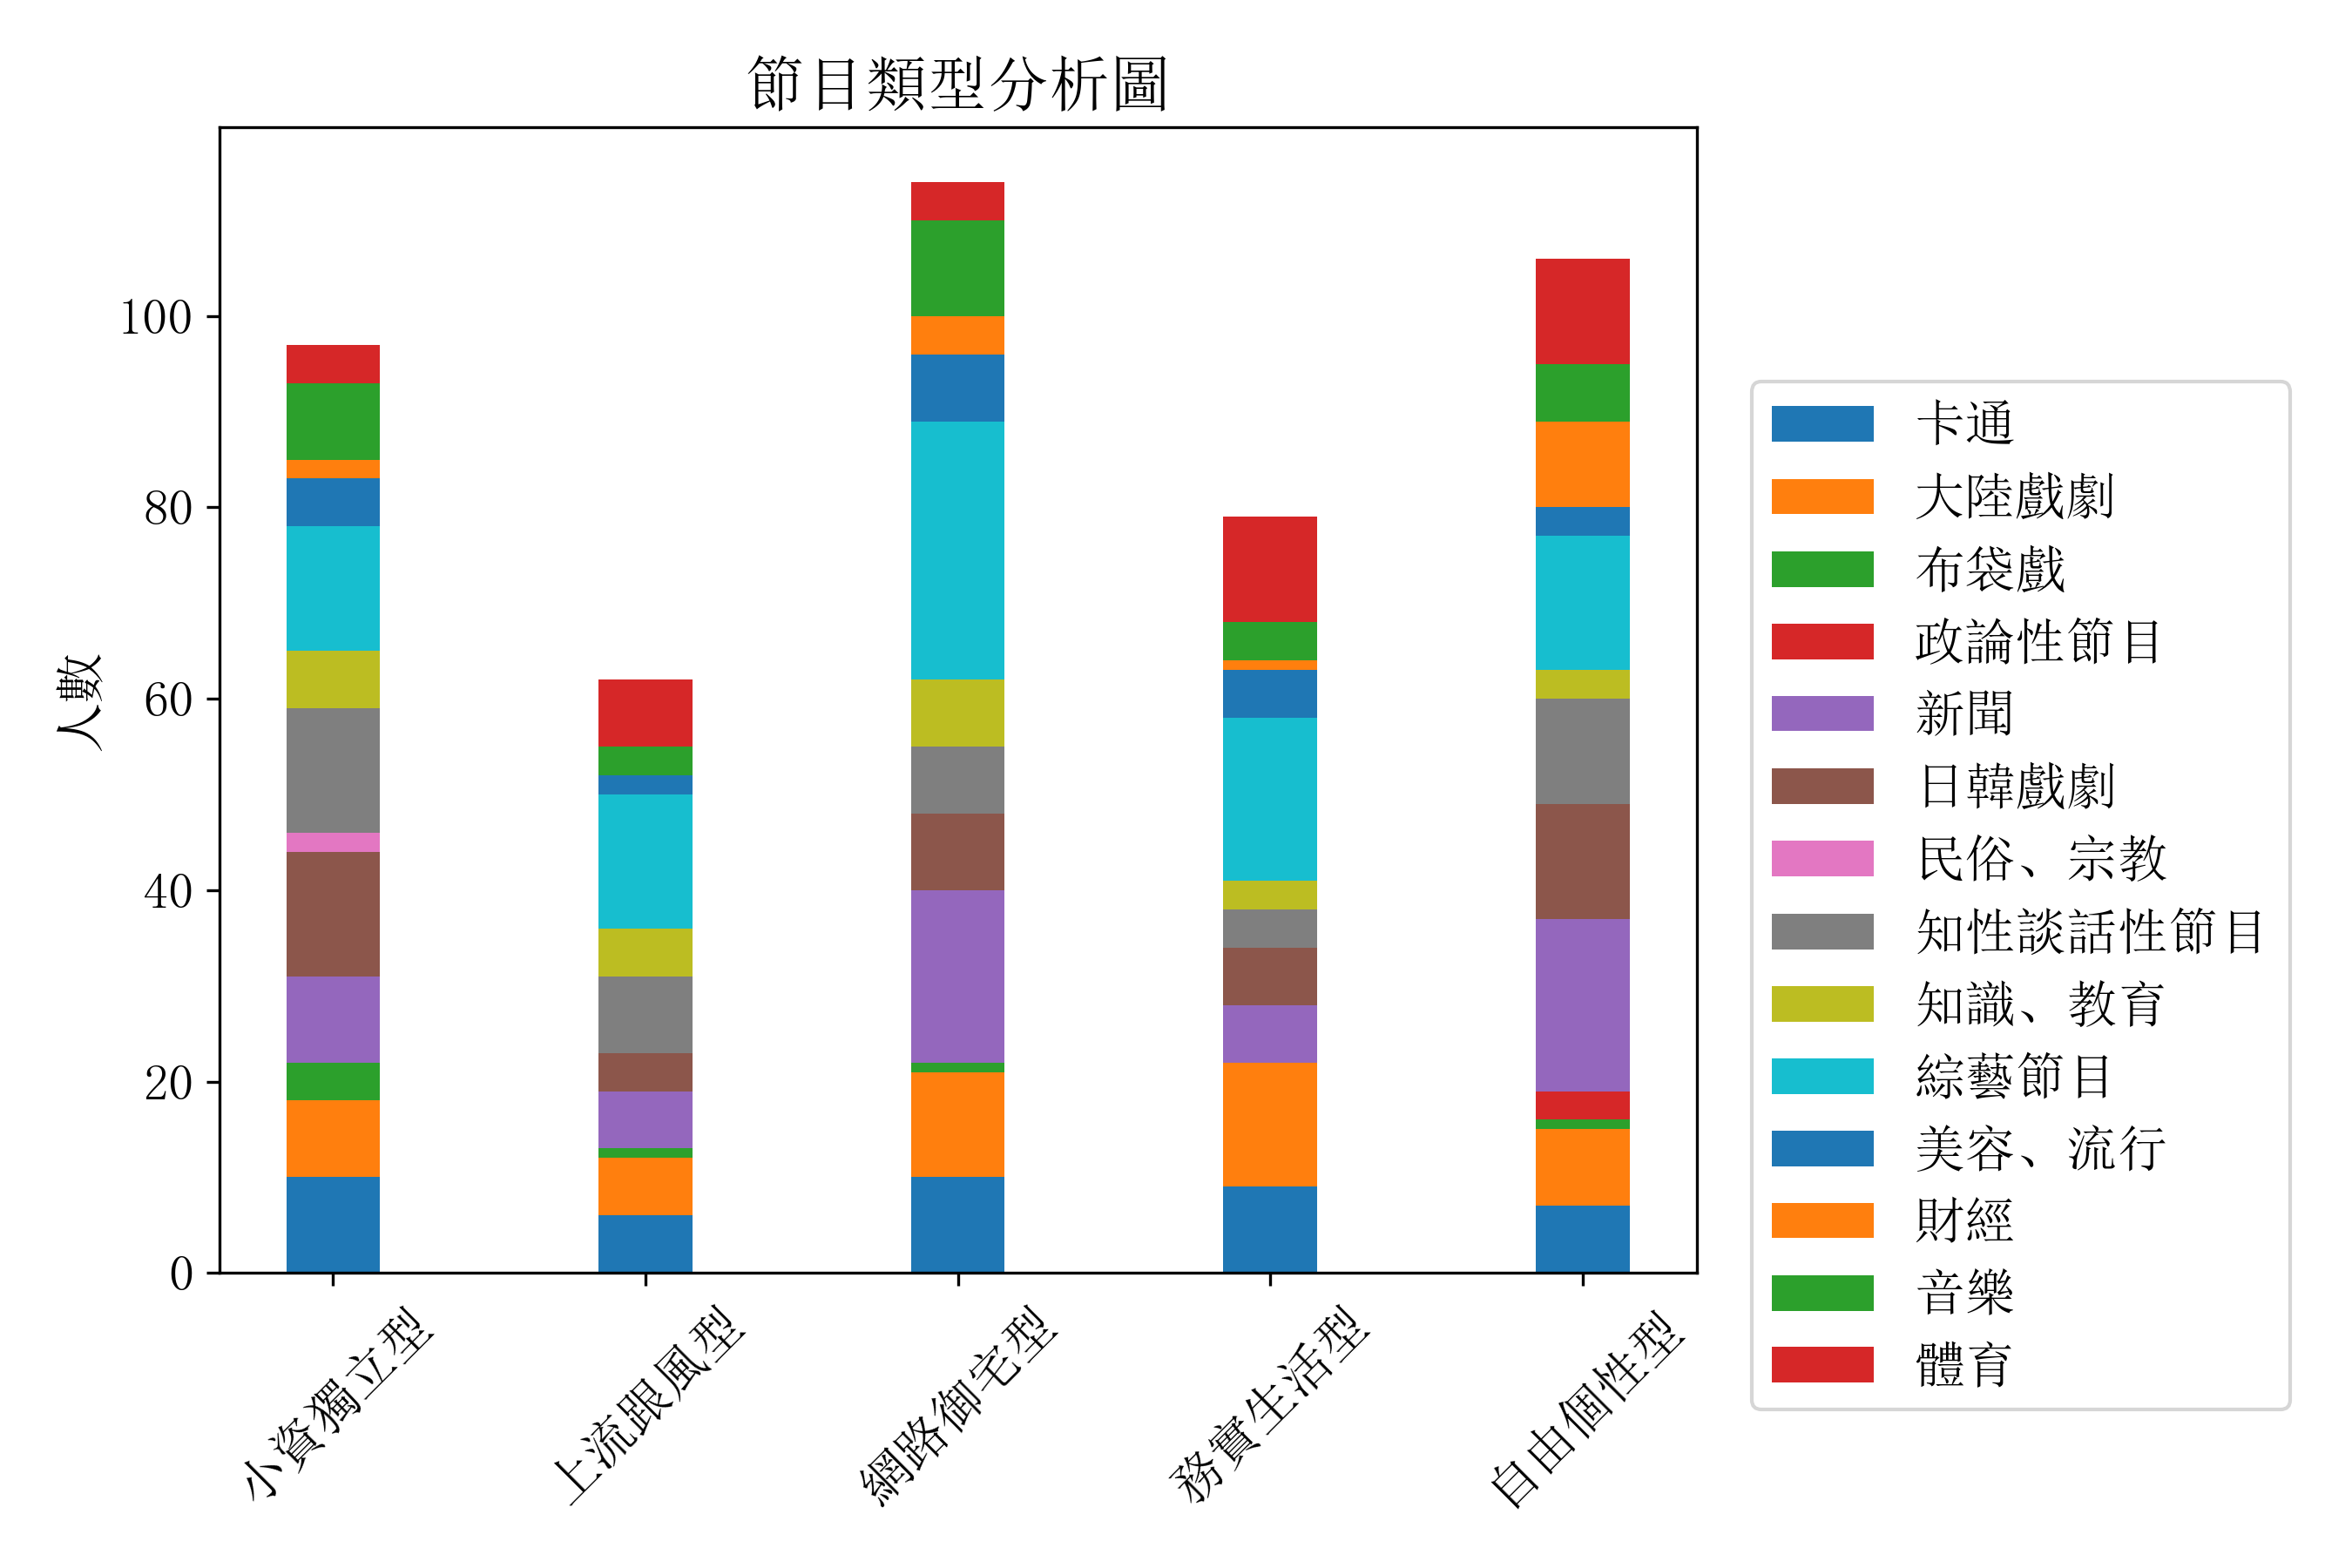 節目類型分析圖
人數
100
80
60
40
20
0
小資獨立型
上流跟風型
網路御宅型
務實生活型
自由個性型
卡通
大陸戲劇
布袋戲
政論性節目
新聞
日韓戲劇
民俗、宗教
知性談話性節目
知識、教育
綜藝節目
美容、流行
財經
音樂
體育